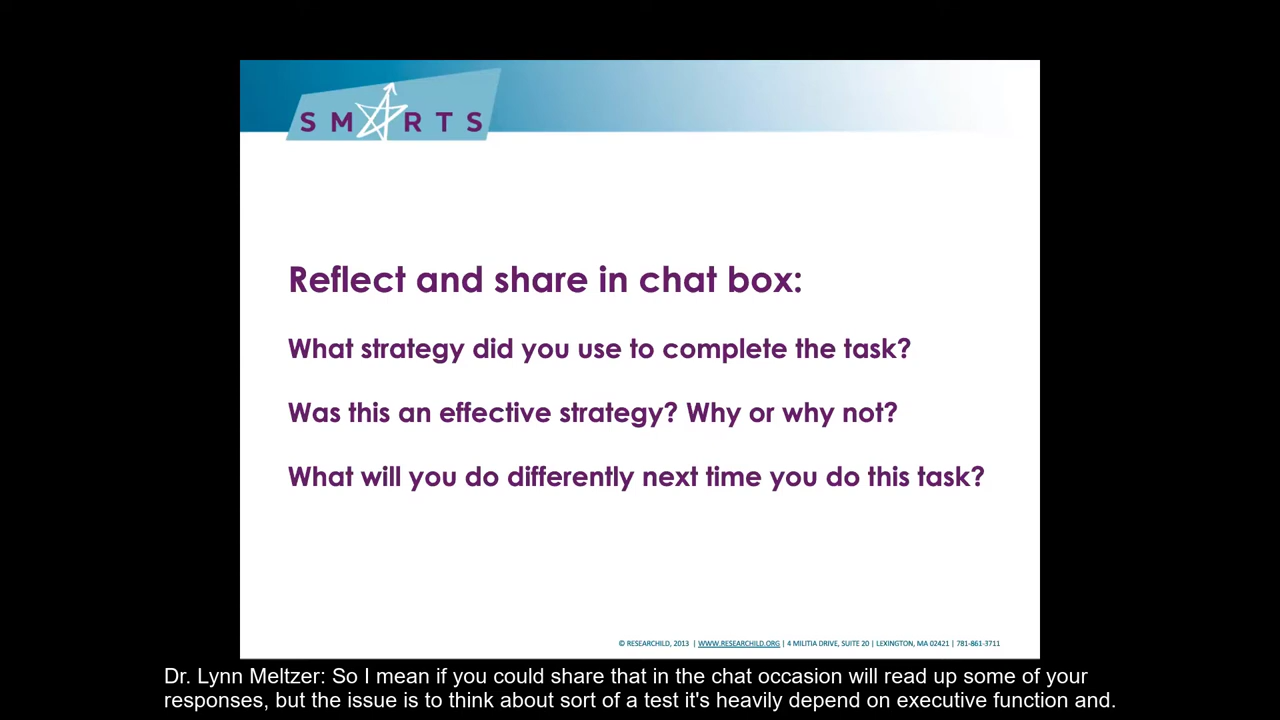 SMARTS
Reflect and share in chat box:
What strategy did you use to complete the task?
Was this an effective strategy? Why or why not?
What will you do differently next time you do this task?
© RESEARCHILD, 2013 | WWW.RESEARCHILD.ORG | 4 MILITIA DRIVE, SUITE 20 | LEXINGTON, MA 02421 | 781-861-3711
Dr. Lynn Meltzer: So I mean if you could share that in the chat occasion will read up some of your
responses, but the issue is to think about sort of a test it's heavily depend on executive function and.